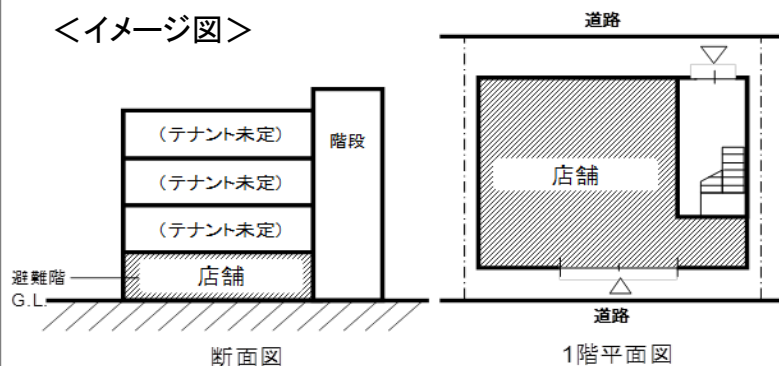 <イメージ図>
(テナント未定)
階段
(テナント未定)
(テナント未定)
避難階
店舗
G.L.
断面図
道路
店舗
道路
1階平面図